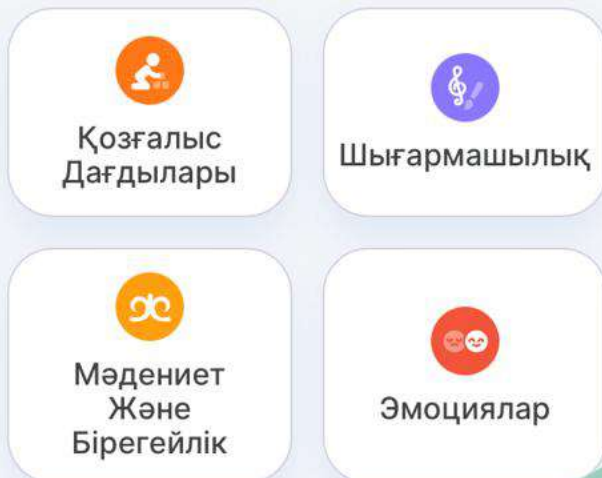 Қозғалыс
Дағдылары
Шығармашылық
Мәдениет
Және
Бірегейлік
Эмоциялар